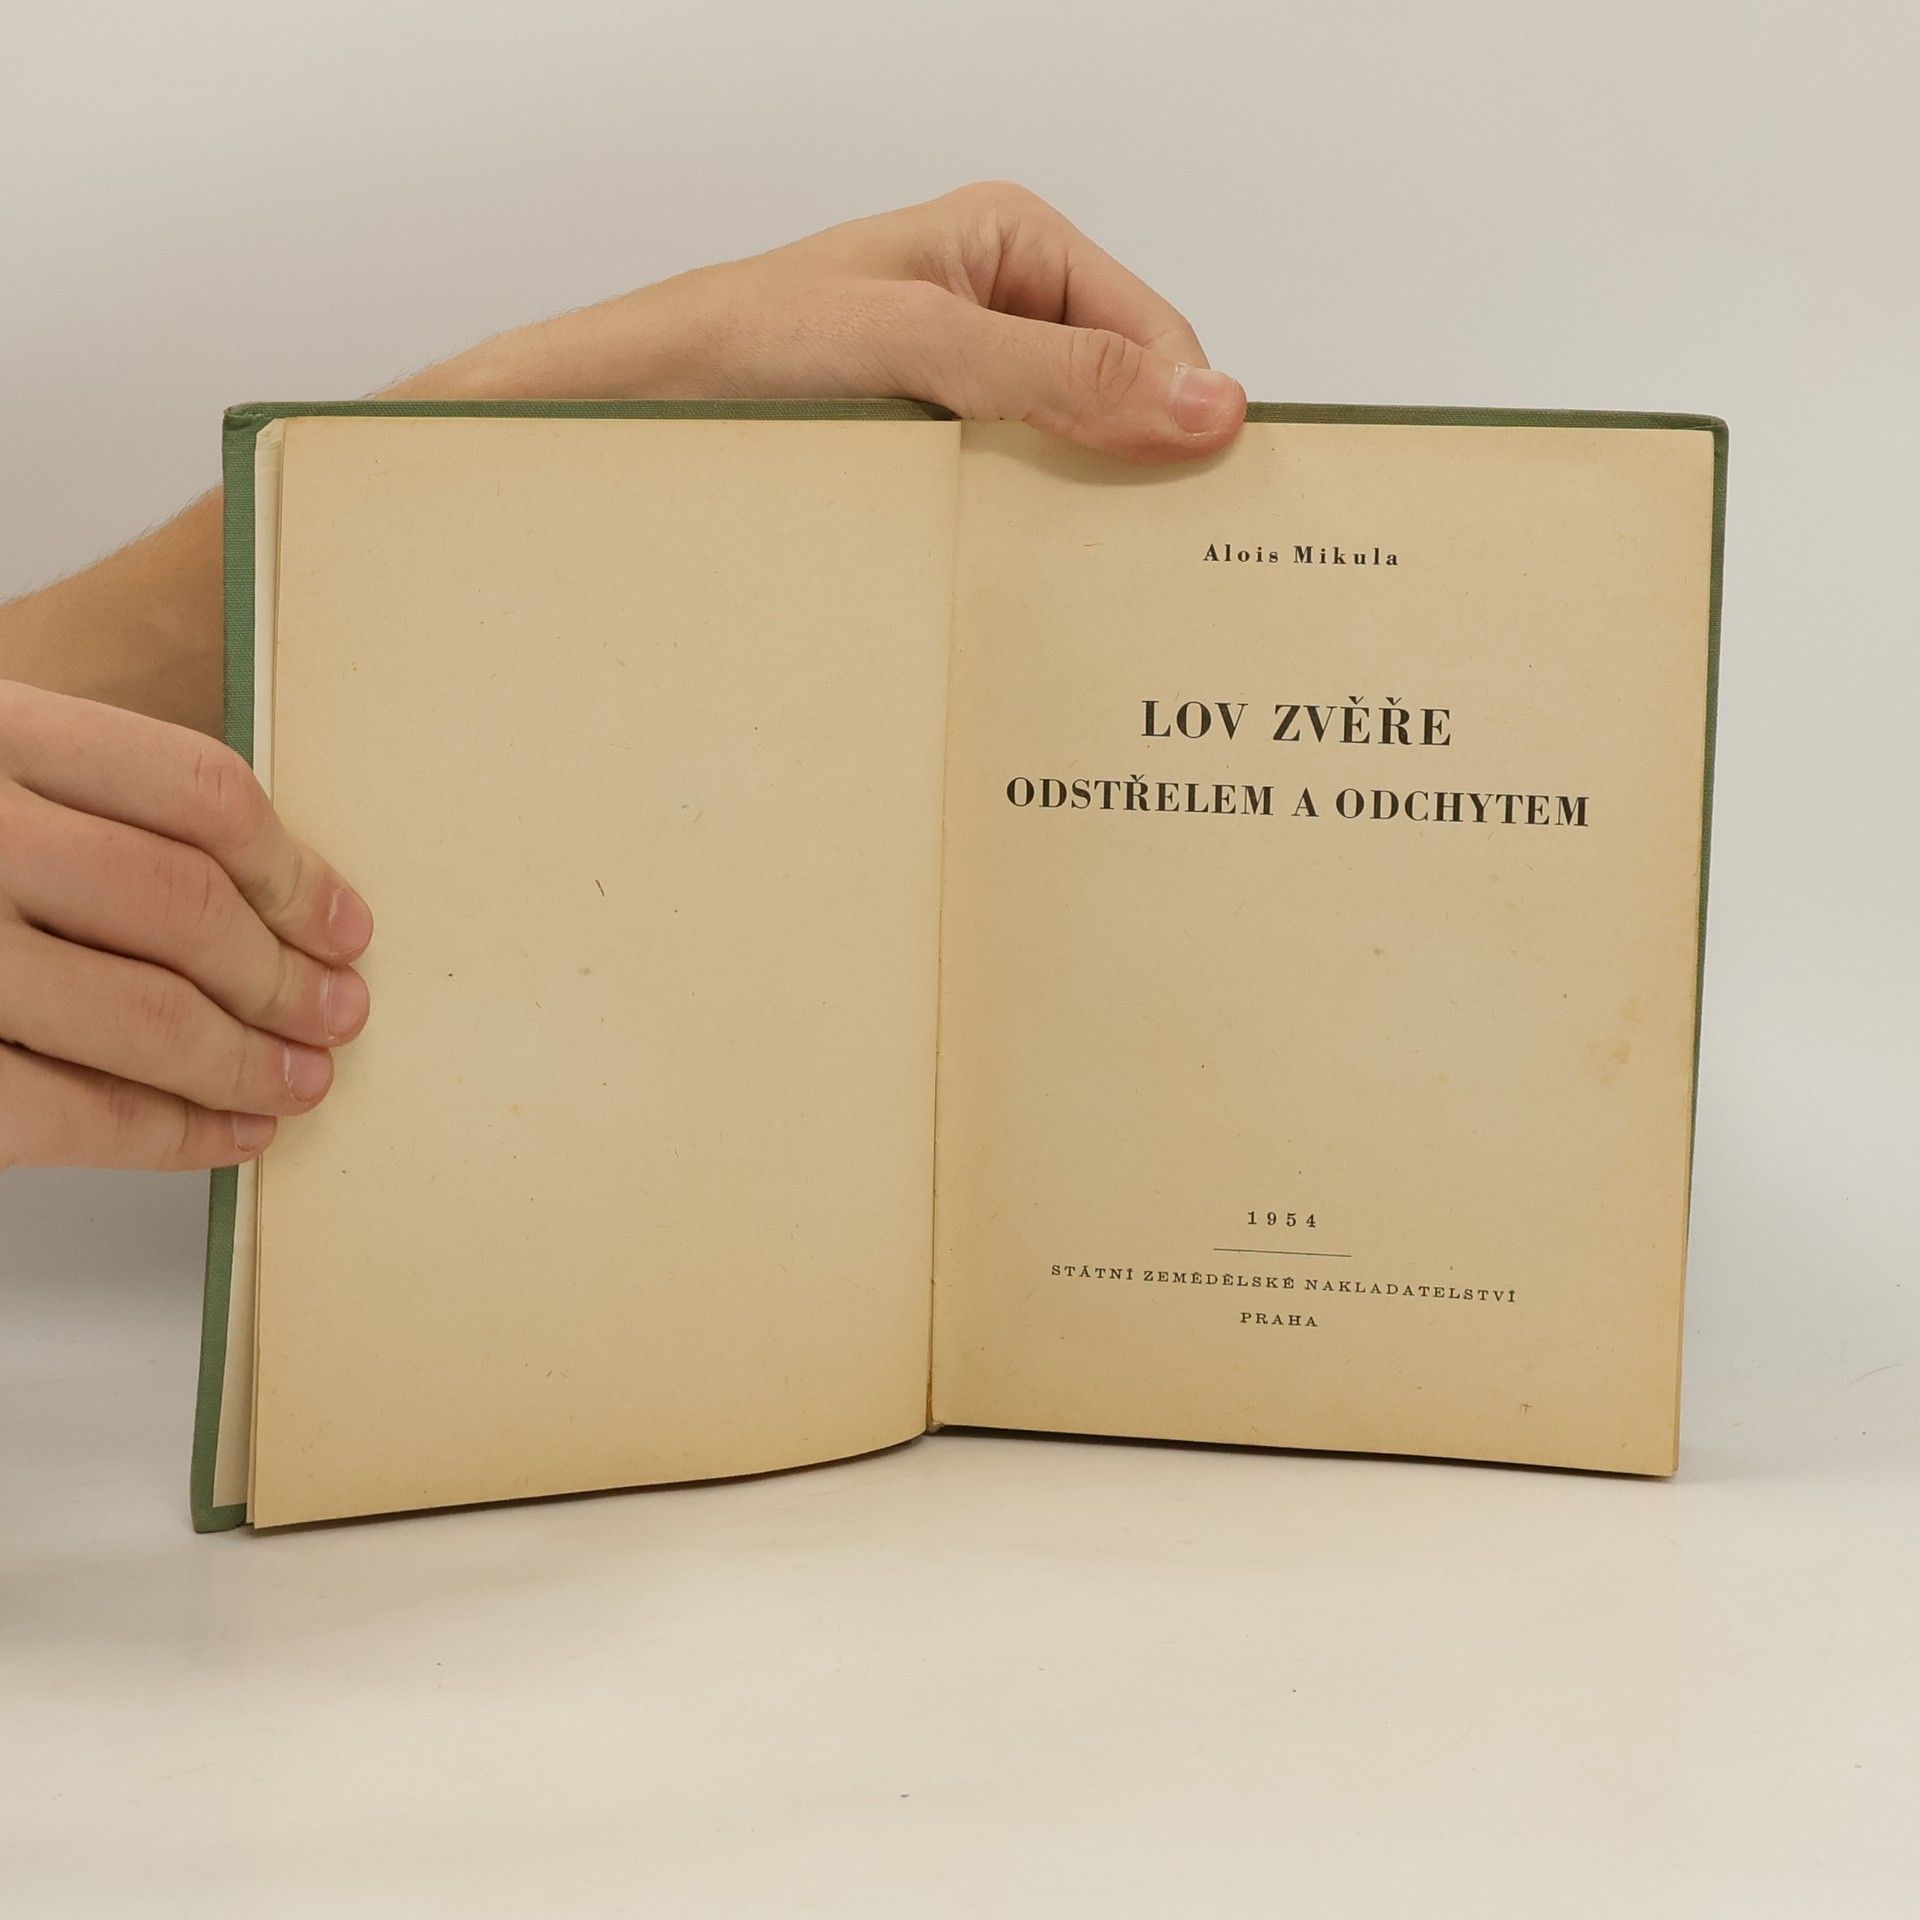 Alois Mikula
LOV ZVĚŘE
ODSTŘELEM A ODCHYTEM
1954
STÁTNÍ ZEMĚDĚLSKÉ NAKLADATELSTVÍ
PRAHA